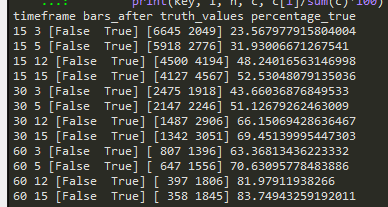 ...:         print(key, i, n, c, c[1]/sum(c)*100)
timeframe bars_after truth_values percentage_true
15 3 [False  True] [6645 2049] 23.567977915804004
15 5 [False  True] [5918 2776] 31.93006671267541
15 12 [False  True] [4500 4194] 48.24016563146998
15 15 [False  True] [4127 4567] 52.53048079135036
30 3 [False  True] [2475 1918] 43.66036876849533
30 5 [False  True] [2147 2246] 51.12679262463009
30 12 [False  True] [1487 2906] 66.15069428636467
30 15 [False  True] [1342 3051] 69.45139995447303
60 3 [False  True] [ 807 1396] 63.36813436223332
60 5 [False  True] [ 647 1556] 70.63095778483886
60 12 [False  True] [ 397 1806] 81.97911938266
60 15 [False  True] [ 358 1845] 83.74943259192011